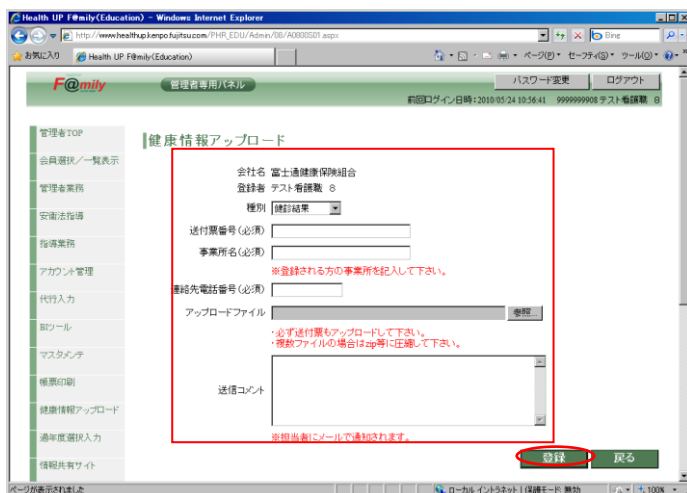 Health UP F@mily(Education) - Windows Internet Explorer
http://www.healthup.kenpo.fujitsu.com/PHR_EDU/Admin/08/A0800501.aspx
Bing
お気に入り
Health UP F@mily(Education)
ページ(P)
セーフティ(S)
ツール(O)
F@mily
管理者専用パネル
パスワード変更
ログアウト
前回ログイン日時:2010/05/24 10:56:41 9999999908 テスト看護職 8
管理者TOP
会員選択/一覧表示
管理者業務
安衛法指導
指導業務
アカウント管理
代行入力
BIツール
マスタメンテ
帳票印刷
健康情報アップロード
過年度選択入力
情報共有サイト
健康情報アップロード
会社名 富士通健康保険組合
登録者 テスト看護職 8
種別 健診結果
送付票番号(必須)
事業所名(必須)
※登録される方の事業所を記入して下さい。
連絡先電話番号(必須)
アップロードファイル
参照...
・必ず送付票もアップロードして下さい。
・複数ファイルの場合はzip等に圧縮して下さい。
送信コメント
※担当者にメールで通知されます。
登録
戻る
ページが表示されました
ローカル イントラネット | 保護モード: 無効
100%